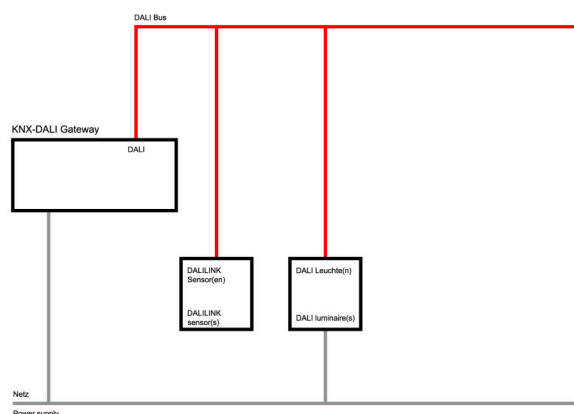 DALI Bus
KNX-DALI Gateway
DALI
DALILINK
Sensor(en)
DALILINK
sensor(s)
DALI Leuchte(n)
DALI luminaire(s)
Netz
Power supply